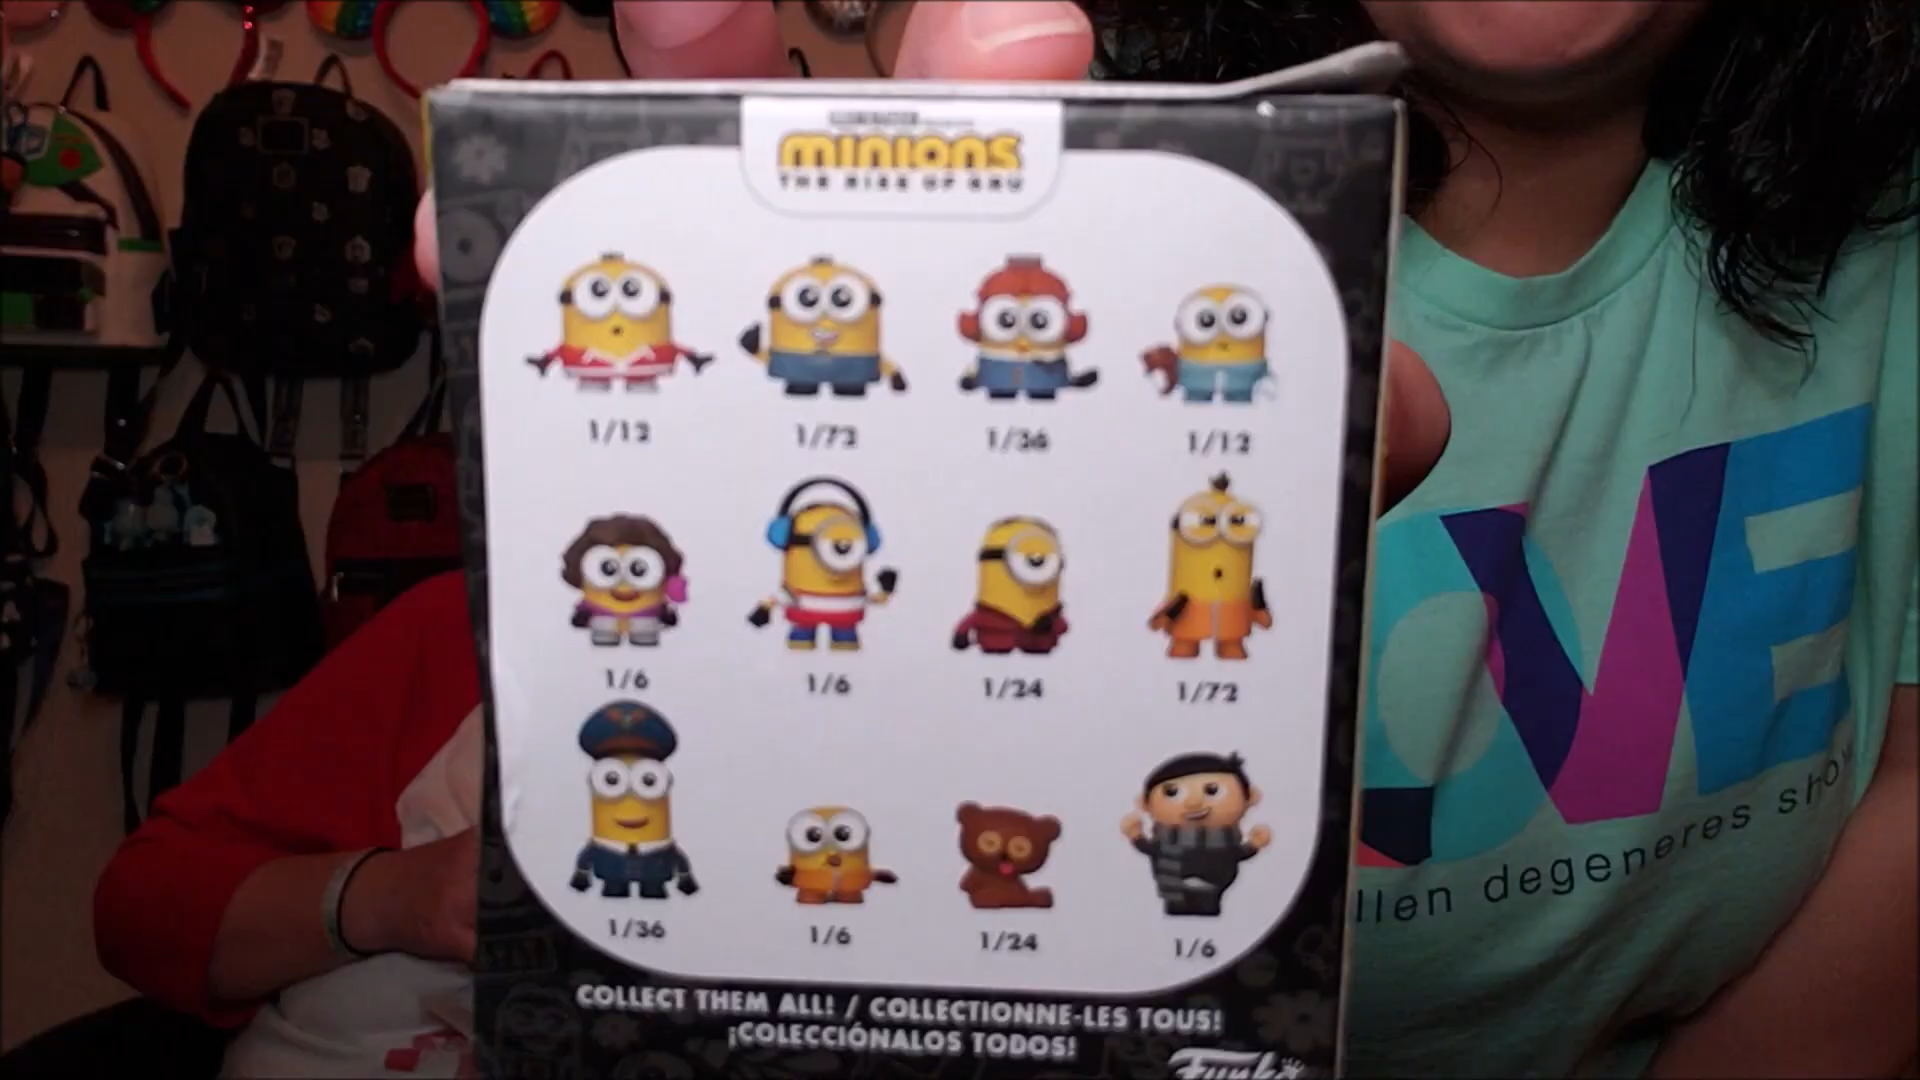 MINIONS
THE RISE OF GRU
1/12 1/72 1/36 1/12
1/6 1/6 1/24 1/72
1/36 1/6 1/24 1/6
COLLECT THEM ALL! / COLLECTIONNE-LES TOUS!
¡COLECCIÓNALOS TODOS!
Funko
OVE
llen degeneres show